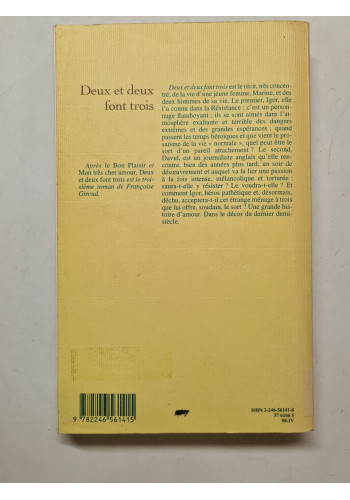 Deux et deux
font trois
Après le Bon Plaisir et
Mon très cher amour, Deux
et deux font trois est le troi-
sième roman de Françoise
Giroud.
Deux et deux font trois est le récit, très concen-
tré, de la vie d'une jeune femme, Marine, et des
deux hommes de sa vie. Le premier, Igor, elle
l'a connu dans la Résistance : c'est un person-
nage flamboyant ; ils se sont aimés dans l'at-
mosphère exaltante et terrible des dangers
extrêmes et des grandes espérances ; quand
passent les temps héroïques et que vient le pro-
saïsme de la vie « normale », quel peut être le
sort d'un pareil attachement ? Le second,
David, est un journaliste anglais qu'elle ren-
contre, bien des années plus tard, un soir de
désœuvrement et auquel va la lier une passion
à la fois intense, mélancolique et torturée :
saura-t-elle y résister ? Le voudra-t-elle ? Et
comment Igor, héros pathétique et, désormais,
déchu, acceptera-t-il cet étrange ménage à trois
que lui offre, soudain, le sort ? Une grande his-
toire d'amour. Dans le décor du dernier demi-
siècle.
9 782246 561415
ISBN 2-246-56141-8
37 6166 5
98-IV